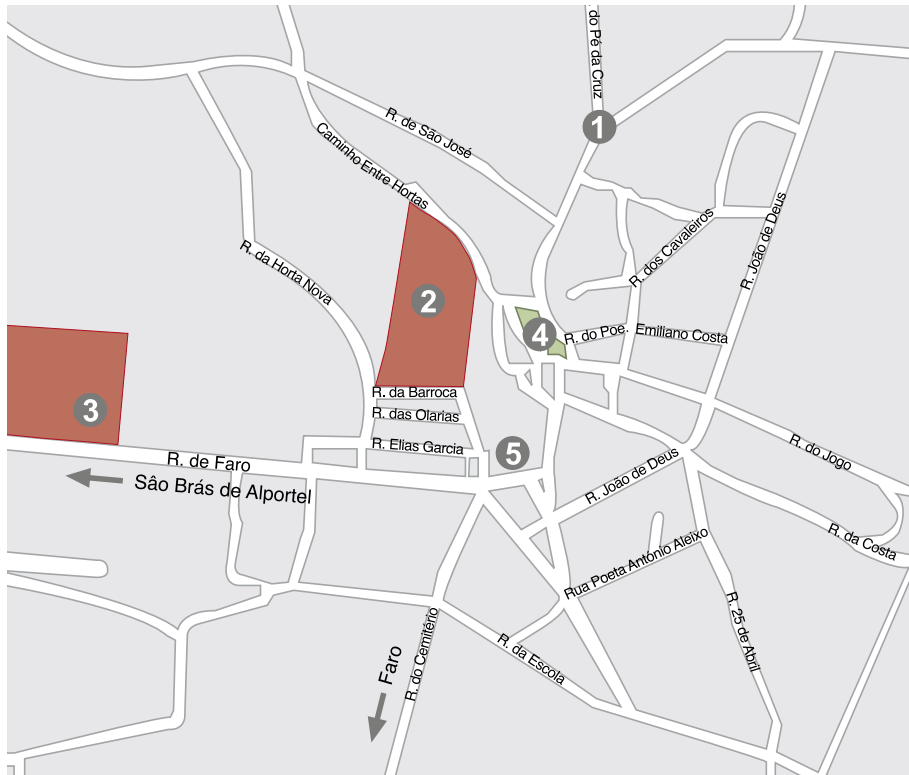 R. do Pé da Cruz
1
R. de São José
Caminho Entre Hortas
R. dos Cavaleiros
R. João de Deus
R. da Horta Nova
2
4
R. do Poe. Emiliano Costa
R. da Barroca
3
R. das Olarias
R. Elias Garcia
5
R. de Faro
R. João de Deus
R. do Jogo
Sâo Brás de Alportel
R. da Costa
Rua Poeta António Aleixo
R. 25 de Abril
R. da Escola
R. do Cemitério
Faro